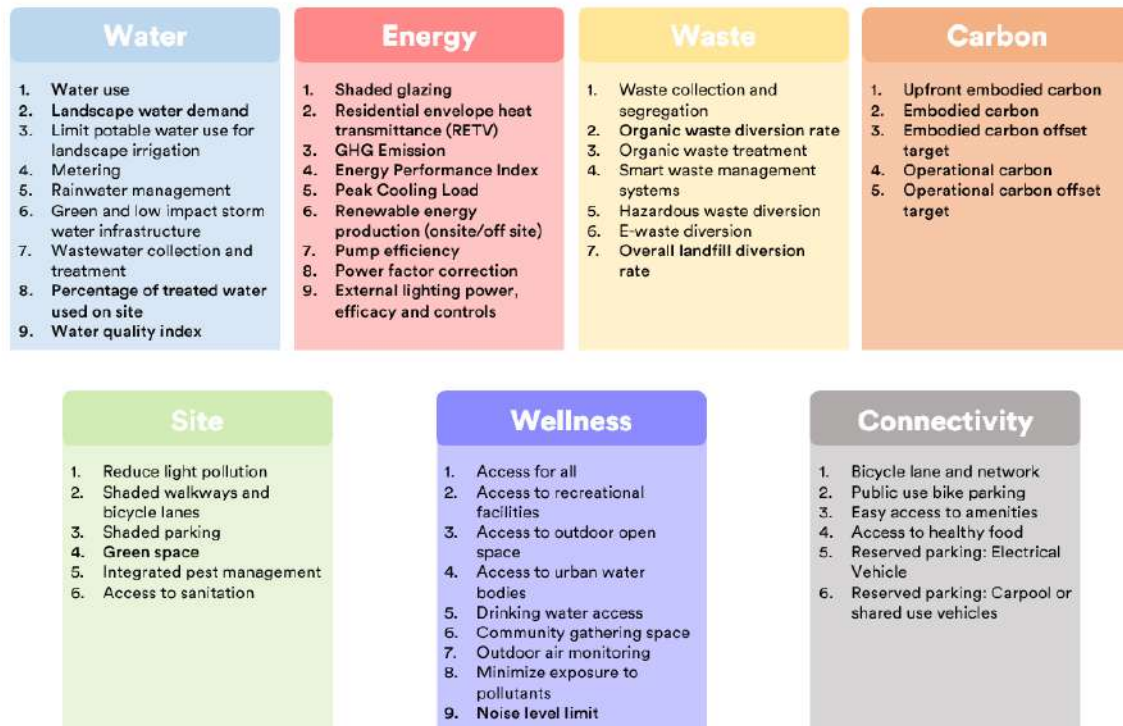 Water
1. Water use
2. Landscape water demand
3. Limit potable water use for
landscape irrigation
4. Metering
5. Rainwater management
6. Green and low impact storm
water infrastructure
7. Wastewater collection and
treatment
8. Percentage of treated water
used on site
9. Water quality index
Energy
1. Shaded glazing
2. Residential envelope heat
transmittance (RETV)
3. GHG Emission
4. Energy Performance Index
5. Peak Cooling Load
6. Renewable energy
production (onsite/off site)
7. Pump efficiency
8. Power factor correction
9. External lighting power,
efficacy and controls
Waste
1. Waste collection and
segregation
2. Organic waste diversion rate
3. Organic waste treatment
4. Smart waste management
systems
5. Hazardous waste diversion
6. E-waste diversion
7. Overall landfill diversion
rate
Carbon
1. Upfront embodied carbon
2. Embodied carbon
3. Embodied carbon offset
target
4. Operational carbon
5. Operational carbon offset
target
Site
1. Reduce light pollution
2. Shaded walkways and
bicycle lanes
3. Shaded parking
4. Green space
5. Integrated pest management
6. Access to sanitation
Wellness
1. Access for all
2. Access to recreational
facilities
3. Access to outdoor open
space
4. Access to urban water
bodies
5. Drinking water access
6. Community gathering space
7. Outdoor air monitoring
8. Minimize exposure to
pollutants
9. Noise level limit
Connectivity
1. Bicycle lane and network
2. Public use bike parking
3. Easy access to amenities
4. Access to healthy food
5. Reserved parking: Electrical
Vehicle
6. Reserved parking: Carpool or
shared use vehicles